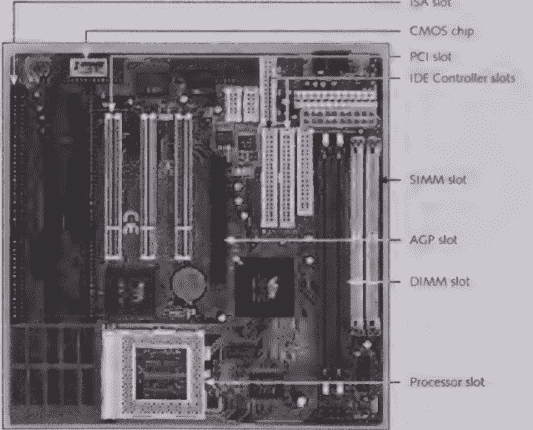 ISA slot
CMOS chip
PCI slot
IDE Controller slots
SIMM slot
AGP slot
DIMM slot
Processor slot